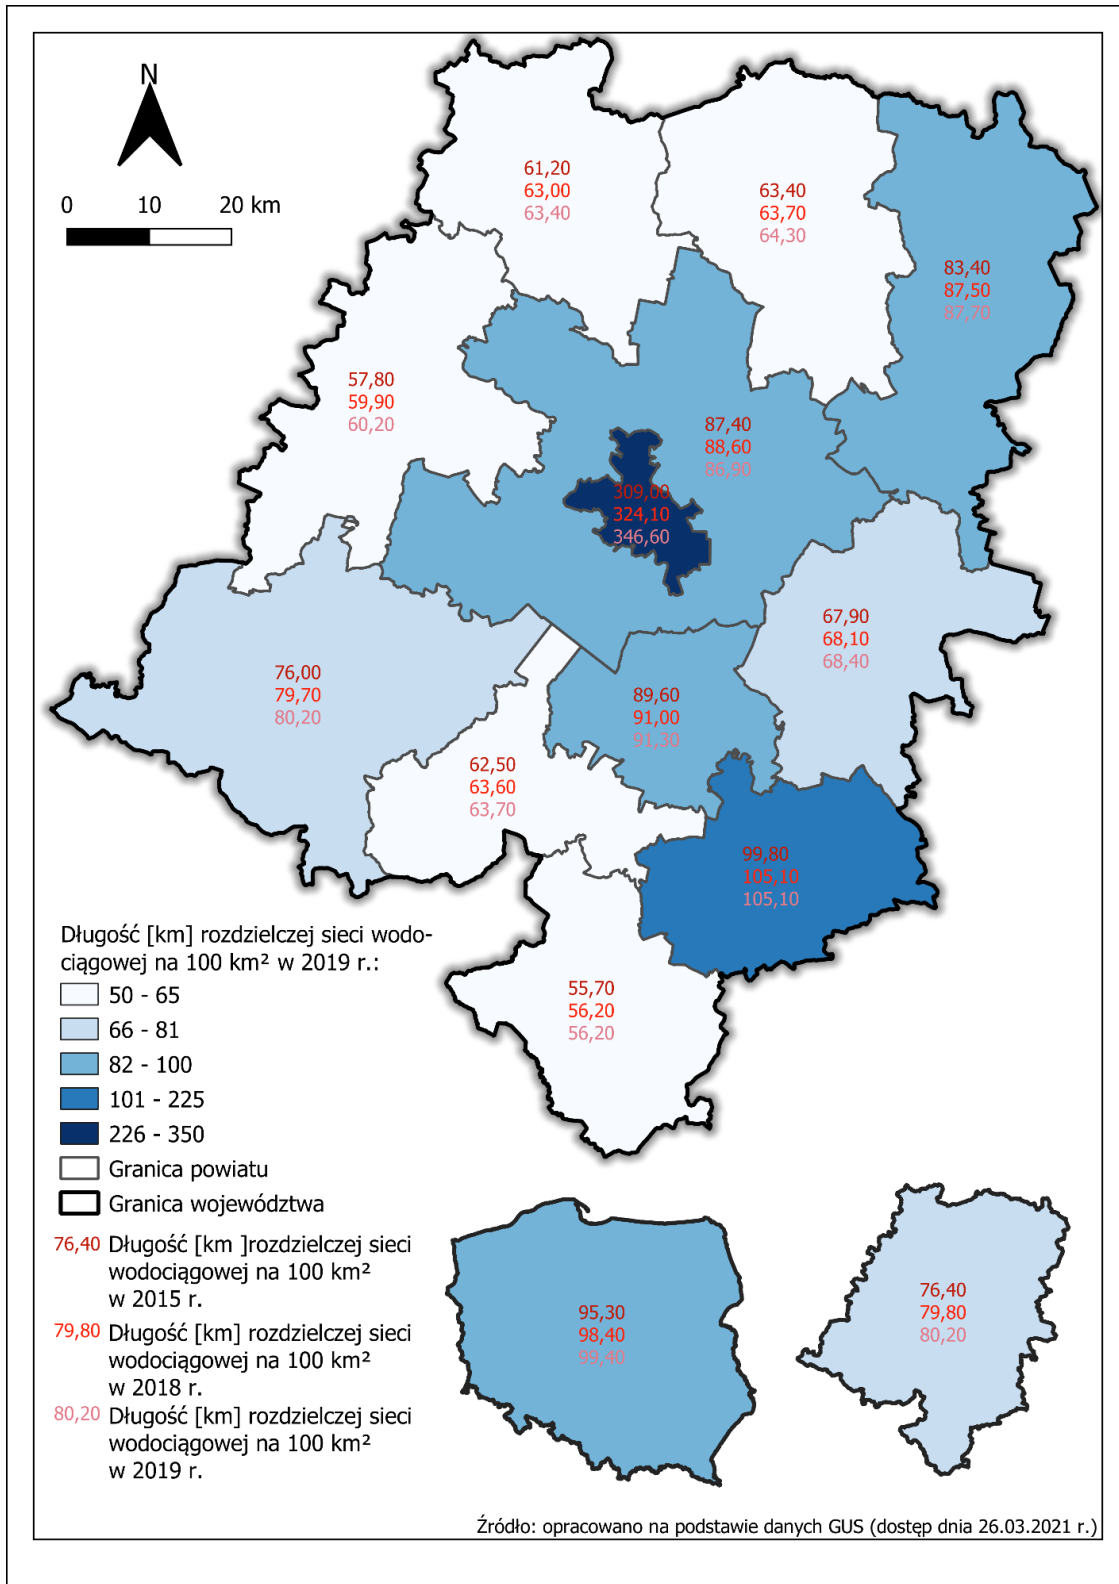 N
0 10 20 km
61,20
63,00
63,40
63,40
63,70
64,30
83,40
87,50
87,70
57,80
59,90
60,20
87,40
88,60
86,90
309,00
324,10
346,60
67,90
68,10
68,40
76,00
79,70
80,20
89,60
91,00
91,30
62,50
63,60
63,70
99,80
105,10
105,10
55,70
56,20
56,20
Długość [km] rozdzielczej sieci wodo-
ciągowej na 100 km² w 2019 r.:
50 - 65
66 - 81
82 - 100
101 - 225
226 - 350
Granica powiatu
Granica województwa
76,40 Długość [km ]rozdzielczej sieci
wodociągowej na 100 km²
w 2015 r.
79,80 Długość [km] rozdzielczej sieci
wodociągowej na 100 km²
w 2018 r.
80,20 Długość [km] rozdzielczej sieci
wodociągowej na 100 km²
w 2019 r.
95,30
98,40
99,40
76,40
79,80
80,20
Źródło: opracowano na podstawie danych GUS (dostęp dnia 26.03.2021 r.)